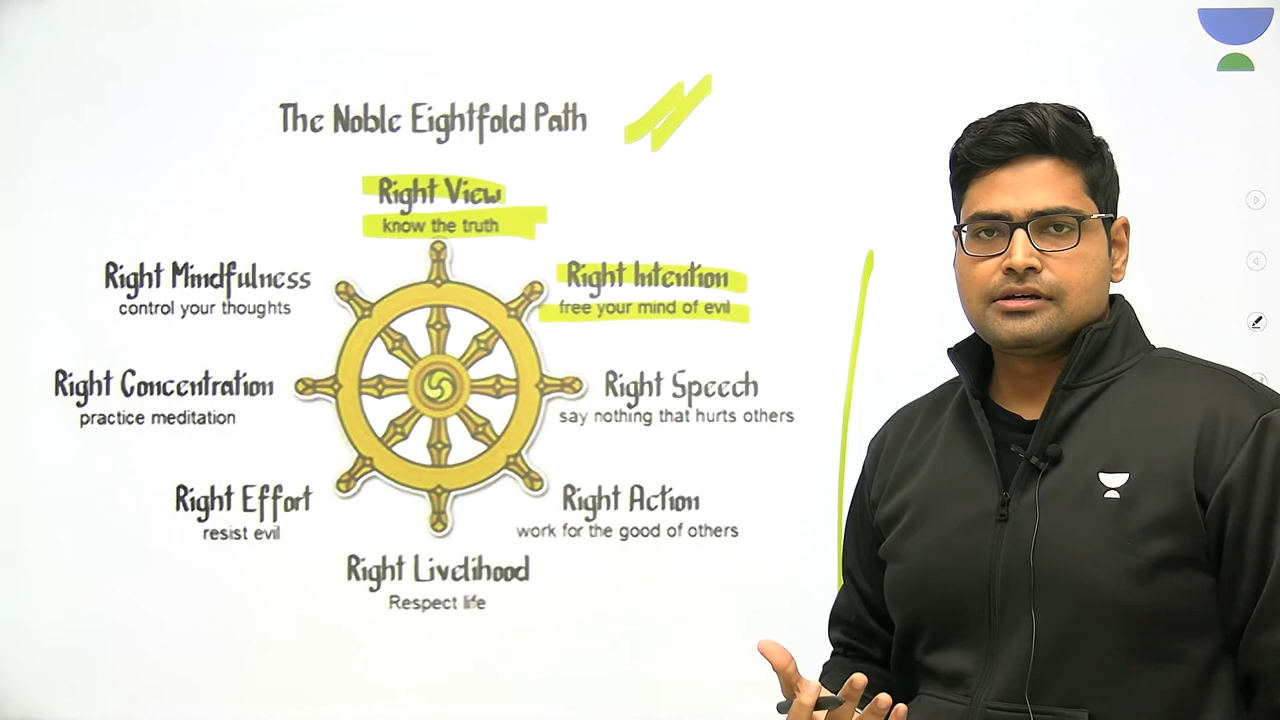 The Noble Eightfold Path
Right View
know the truth
Right Intention
free your mind of evil
Right Speech
say nothing that hurts others
Right Action
work for the good of others
Right Livelihood
Respect life
Right Effort
resist evil
Right Concentration
practice meditation
Right Mindfulness
control your thoughts